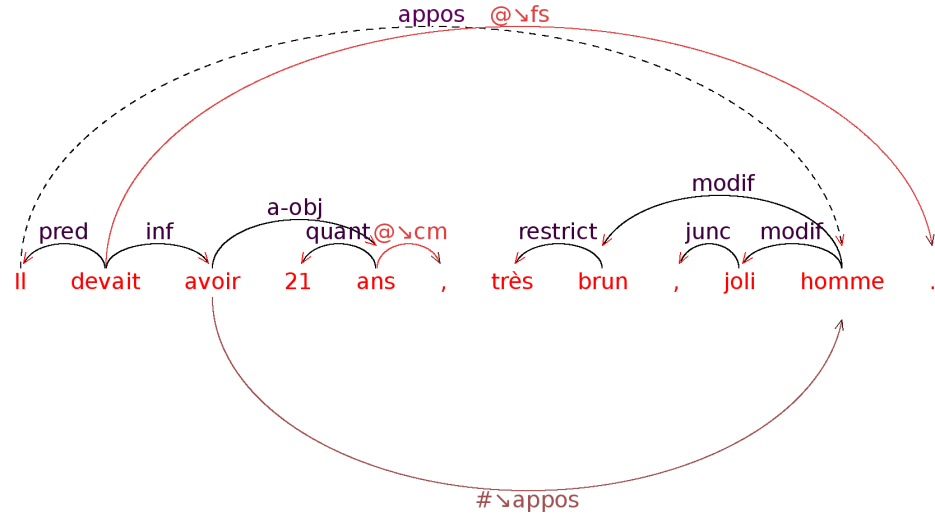 appos @↘fs
modif
a-obj
pred inf quant @↘cm restrict junc modif
Il devait avoir 21 ans , très brun , joli homme .
#↘appos